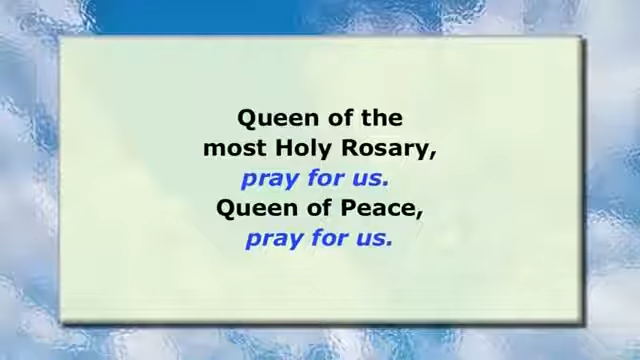 Queen of the
most Holy Rosary,
pray for us.
Queen of Peace,
pray for us.